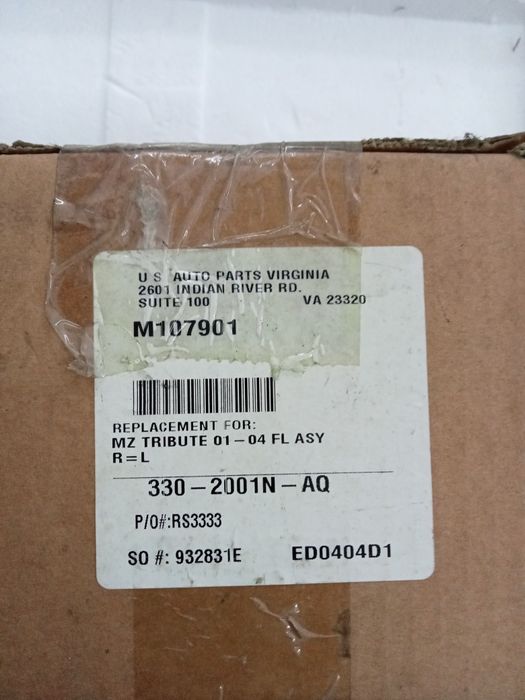 U S AUTO PARTS VIRGINIA
2601 INDIAN RIVER RD.
SUITE 100 VA 23320
M107901
REPLACEMENT FOR:
MZ TRIBUTE 01-04 FL ASY
R=L
330-2001N-AQ
P/O#:RS3333
SO #: 932831E ED0404D1